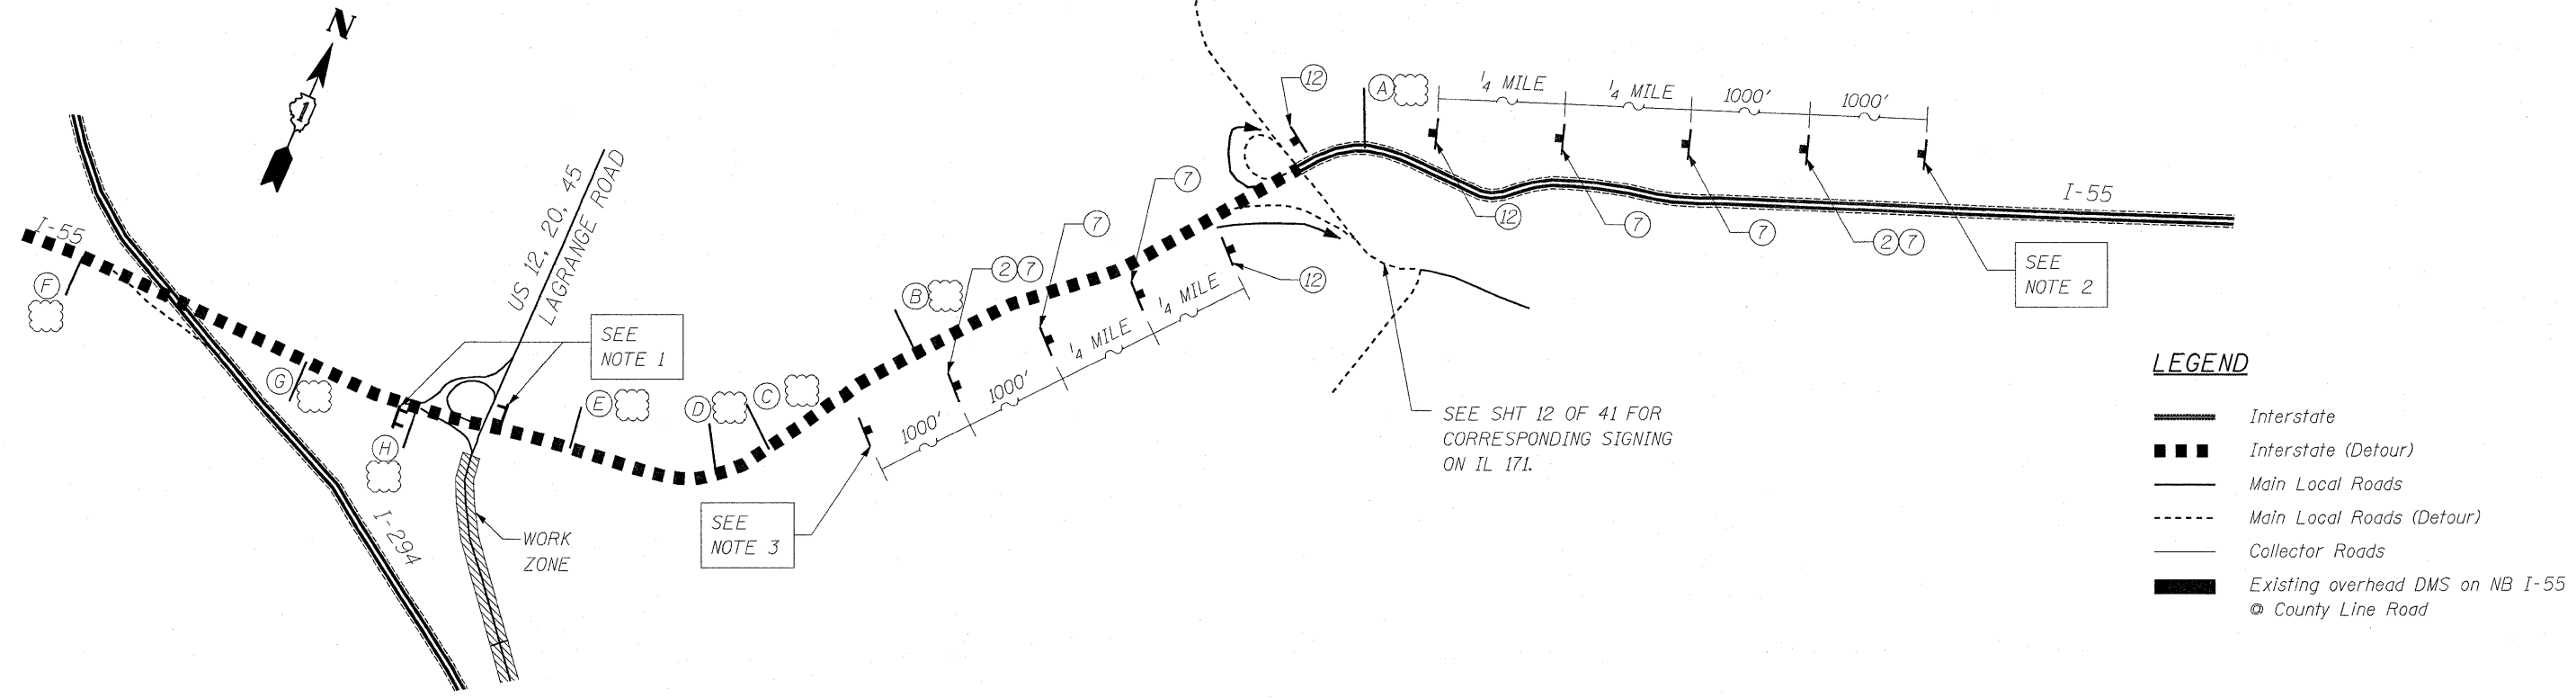 N
1
I-55
F
G
H
I-294
US 12, 20, 45
LAGRANGE ROAD
SEE
NOTE 1
WORK
ZONE
E
D
C
B
2 7
7
7
SEE
NOTE 3
1000'
1000'
1/4 MILE
1/4 MILE
12
12
A
1/4 MILE
1/4 MILE
1000'
1000'
12
7
7
2 7
SEE
NOTE 2
I-55
SEE SHT 12 OF 41 FOR
CORRESPONDING SIGNING
ON IL 171.
LEGEND
Interstate
Interstate (Detour)
Main Local Roads
Main Local Roads (Detour)
Collector Roads
Existing overhead DMS on NB I-55
@ County Line Road